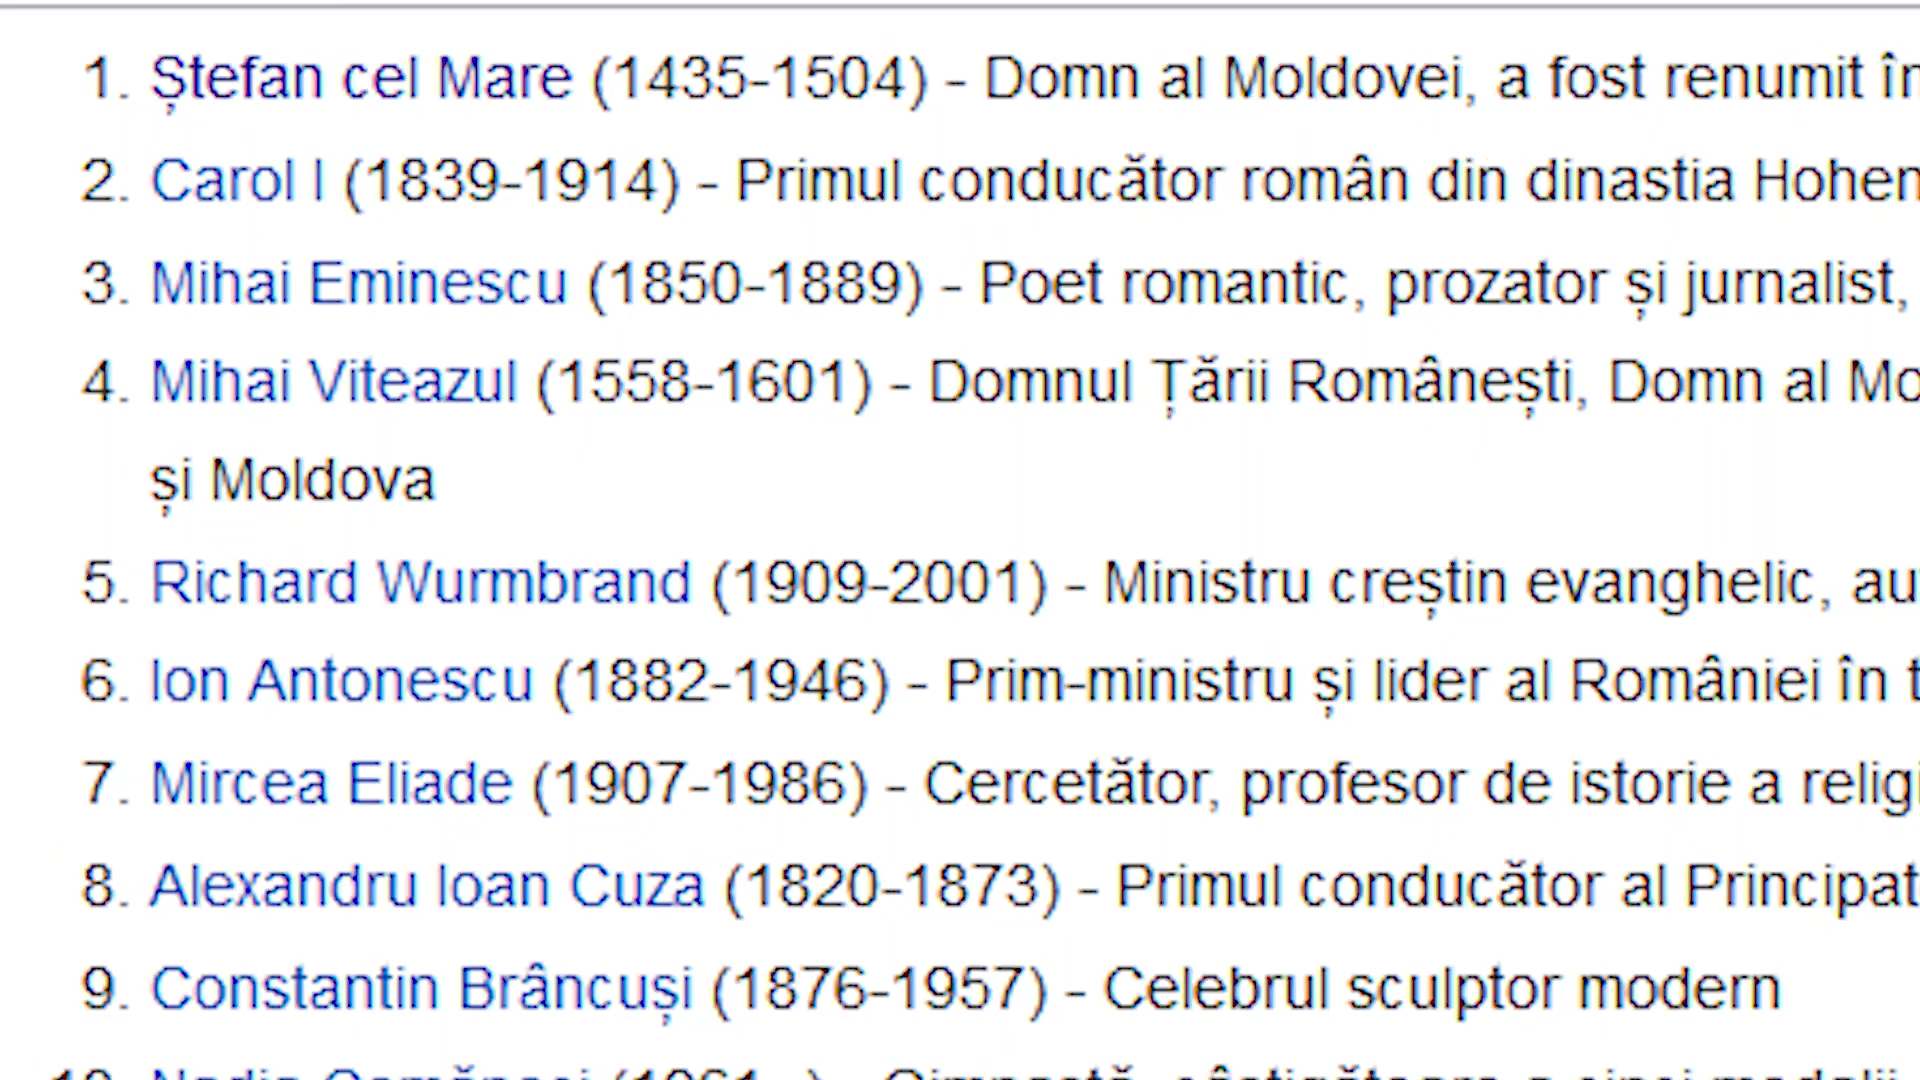 1. Ștefan cel Mare (1435-1504) - Domn al Moldovei, a fost renumit în
2. Carol I (1839-1914) - Primul conducător român din dinastia
3. Mihai Eminescu (1850-1889) - Poet romantic, prozator și jurnalist,
4. Mihai Viteazul (1558-1601) - Domnul Țării Românești, Domn al
și Moldova
5. Richard Wurmbrand (1909-2001) - Ministru creștin evanghelic,
6. Ion Antonescu (1882-1946) - Prim-ministru și lider al României în
7. Mircea Eliade (1907-1986) - Cercetător, profesor de istorie a
8. Alexandru Ioan Cuza (1820-1873) - Primul conducător al
9. Constantin Brâncuși (1876-1957) - Celebrul sculptor modern